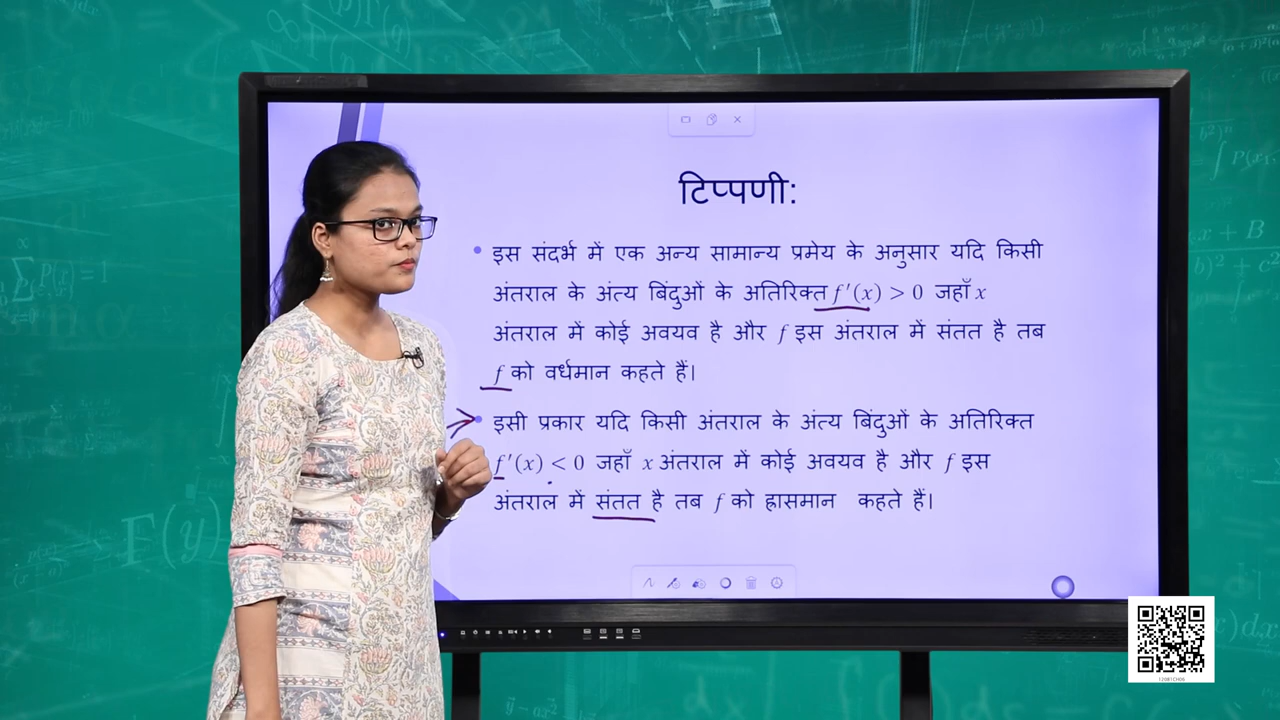 टिप्पणी:
इस संदर्भ में एक अन्य सामान्य प्रमेय के अनुसार यदि किसी
अंतराल के अंत्य बिंदुओं के अतिरिक्त f′(x) > 0 जहाँ x
अंतराल में कोई अवयव है और f इस अंतराल में संतत है तब
f को वर्धमान कहते हैं।
इसी प्रकार यदि किसी अंतराल के अंत्य बिंदुओं के अतिरिक्त
f′(x) < 0 जहाँ x अंतराल में कोई अवयव है और f इस
अंतराल में संतत है तब f को ह्रासमान कहते हैं।
F(y)
12081CH06